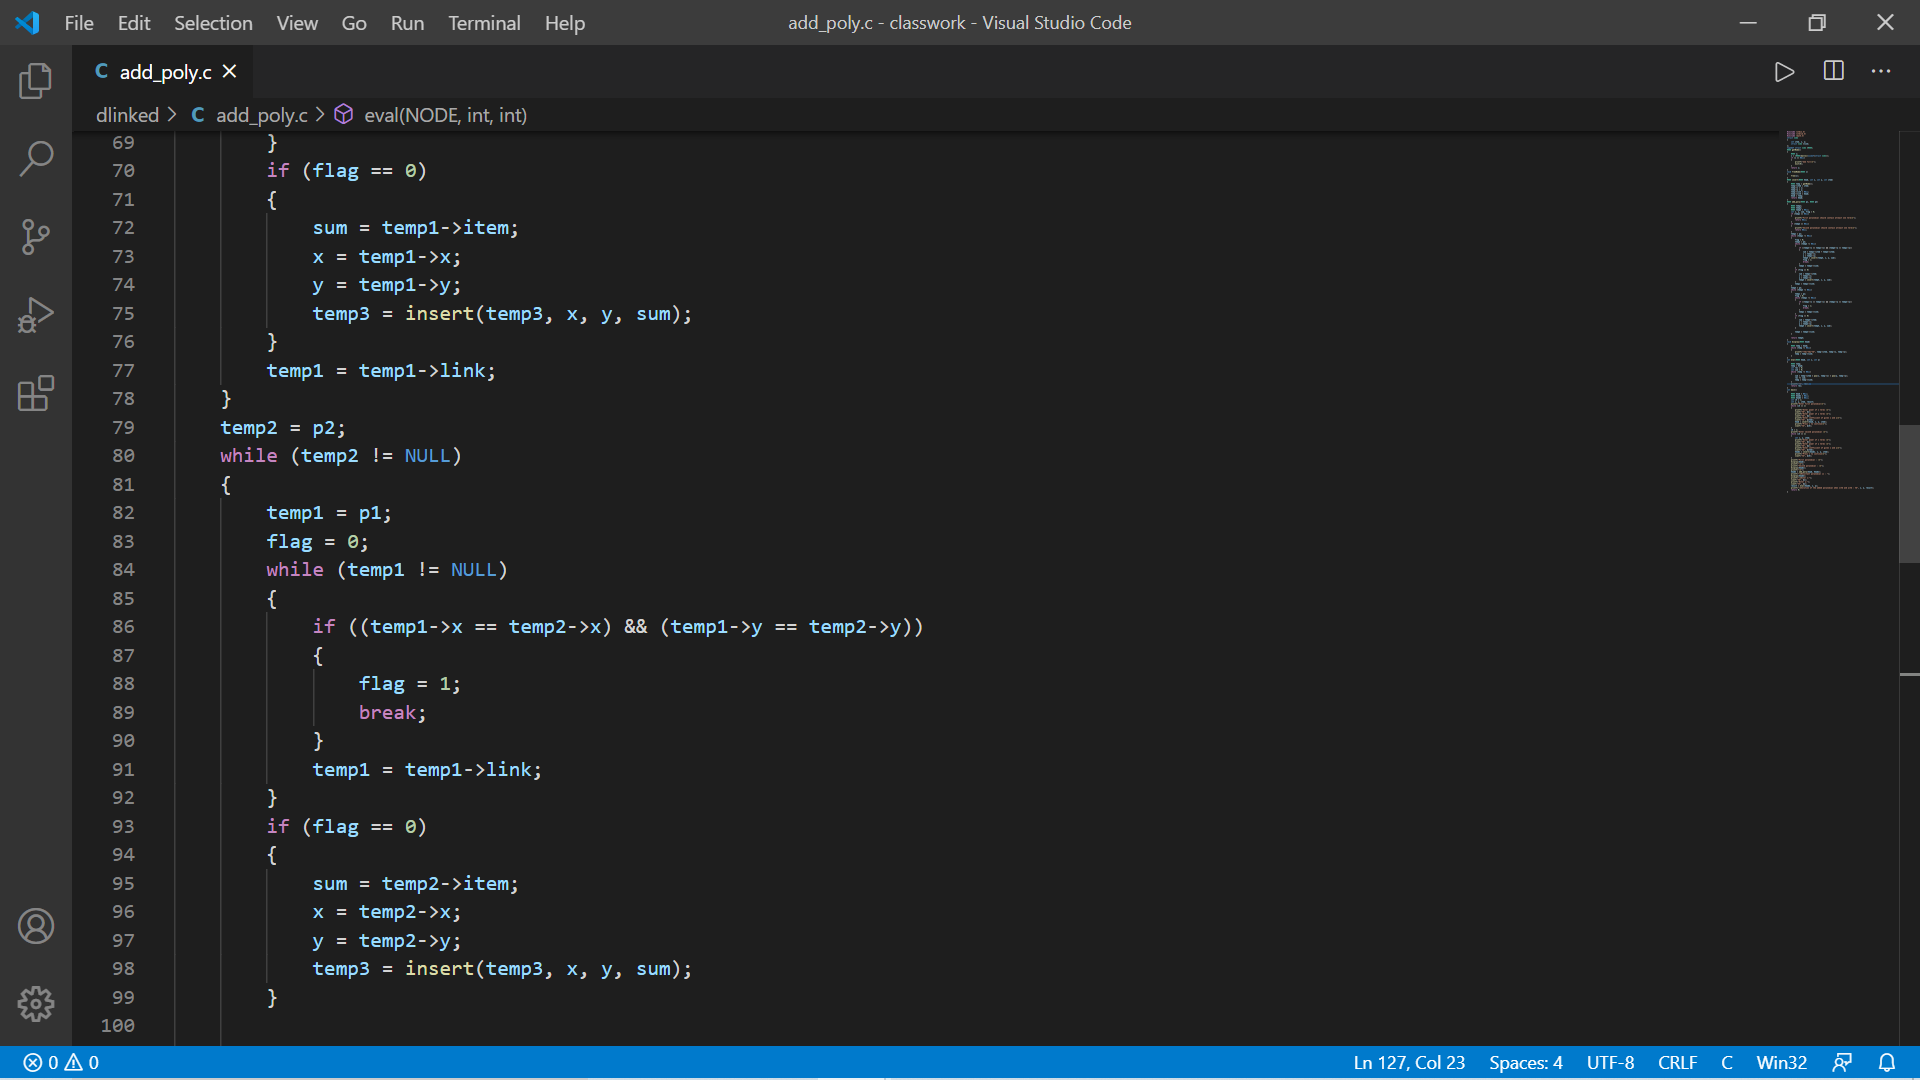 File Edit Selection View Go Run Terminal Help add_poly.c - classwork - Visual Studio Code
C add_poly.c
dlinked > C add_poly.c > eval(NODE, int, int)
69 }
70 if (flag == 0)
71 {
72 sum = temp1->item;
73 x = temp1->x;
74 y = temp1->y;
75 temp3 = insert(temp3, x, y, sum);
76 }
77 temp1 = temp1->link;
78 }
79 temp2 = p2;
80 while (temp2 != NULL)
81 {
82 temp1 = p1;
83 flag = 0;
84 while (temp1 != NULL)
85 {
86 if ((temp1->x == temp2->x) && (temp1->y == temp2->y))
87 {
88 flag = 1;
89 break;
90 }
91 temp1 = temp1->link;
92 }
93 if (flag == 0)
94 {
95 sum = temp2->item;
96 x = temp2->x;
97 y = temp2->y;
98 temp3 = insert(temp3, x, y, sum);
99 }
100
0 0 Ln 127, Col 23 Spaces: 4 UTF-8 CRLF C Win32